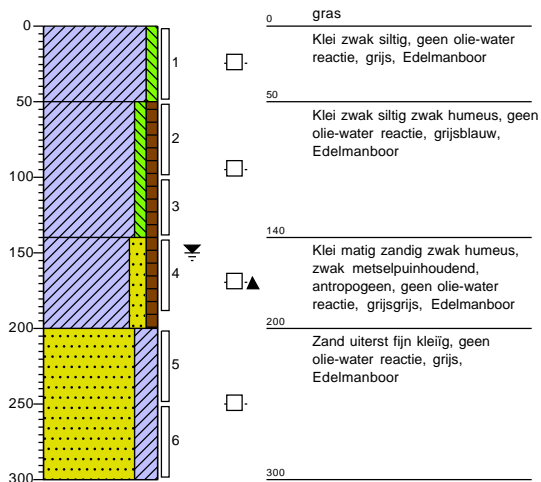 0
50
100
150
200
250
300
1
2
3
4
5
6
0
gras
Klei zwak siltig, geen olie-water
reactie, grijs, Edelmanboor
50
Klei zwak siltig zwak humeus, geen
olie-water reactie, grijsblauw,
Edelmanboor
140
Klei matig zandig zwak humeus,
zwak metselpuinhoudend,
antropogeen, geen olie-water
reactie, grijsgrijs, Edelmanboor
200
Zand uiterst fijn kleiïg, geen
olie-water reactie, grijs,
Edelmanboor
300